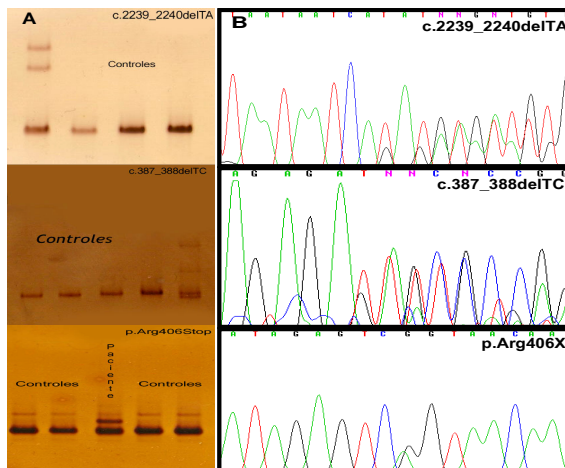 A
c.2239_2240delTA
Controles
c.387_388delTC
Controles
p.Arg406Stop
Controles
Paciente
Controles
B
A A T A A T C A T A T N N G N T G T
c.2239_2240delTA
A G A G A T N N C N C C G
c.387_388delTC
A T A G A G T C G G T A A C A A
p.Arg406X